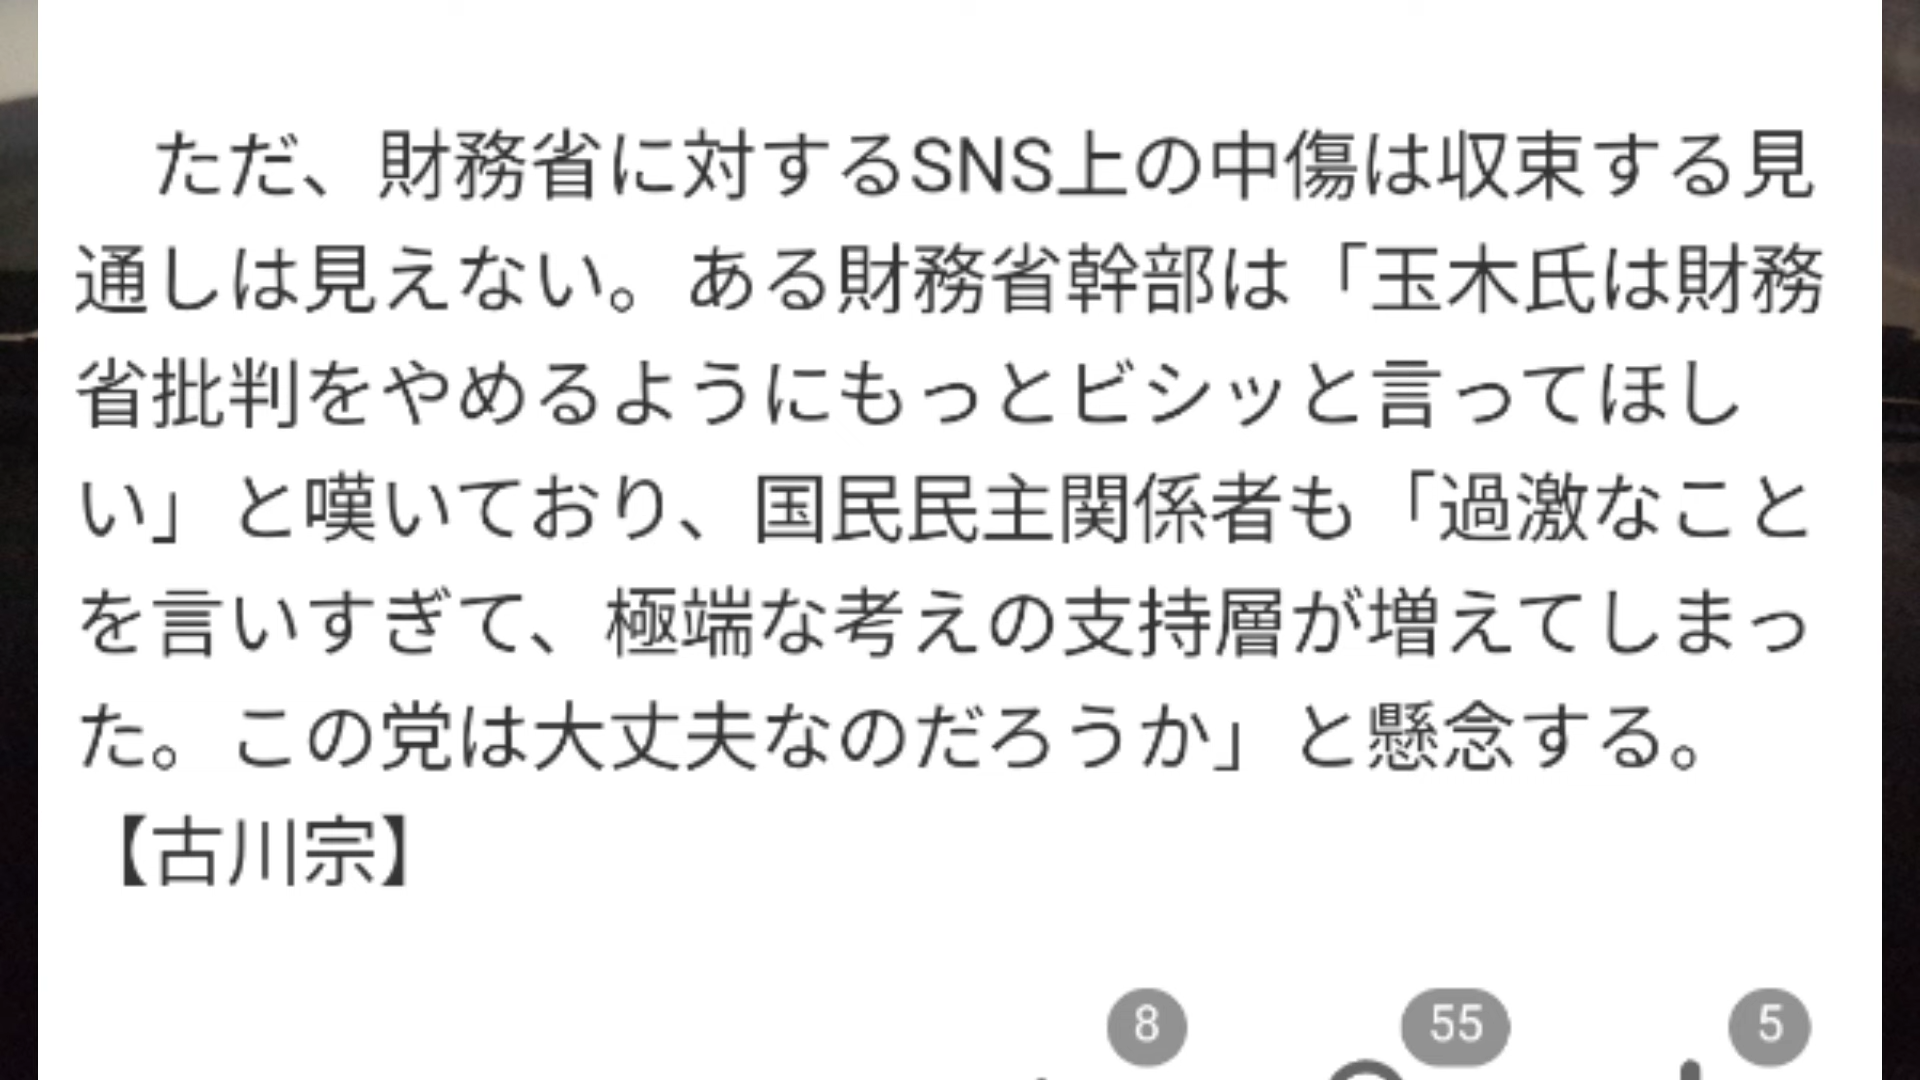 ただ、財務省に対するSNS上の中傷は収束する見
通しは見えない。ある財務省幹部は「玉木氏は財務
省批判をやめるようにもっとビシッと言ってほし
い」と嘆いており、国民民主関係者も「過激なこと
を言いすぎて、極端な考えの支持層が増えてしまっ
た。この党は大丈夫なのだろうか」と懸念する。
【古川宗】
8 55 5